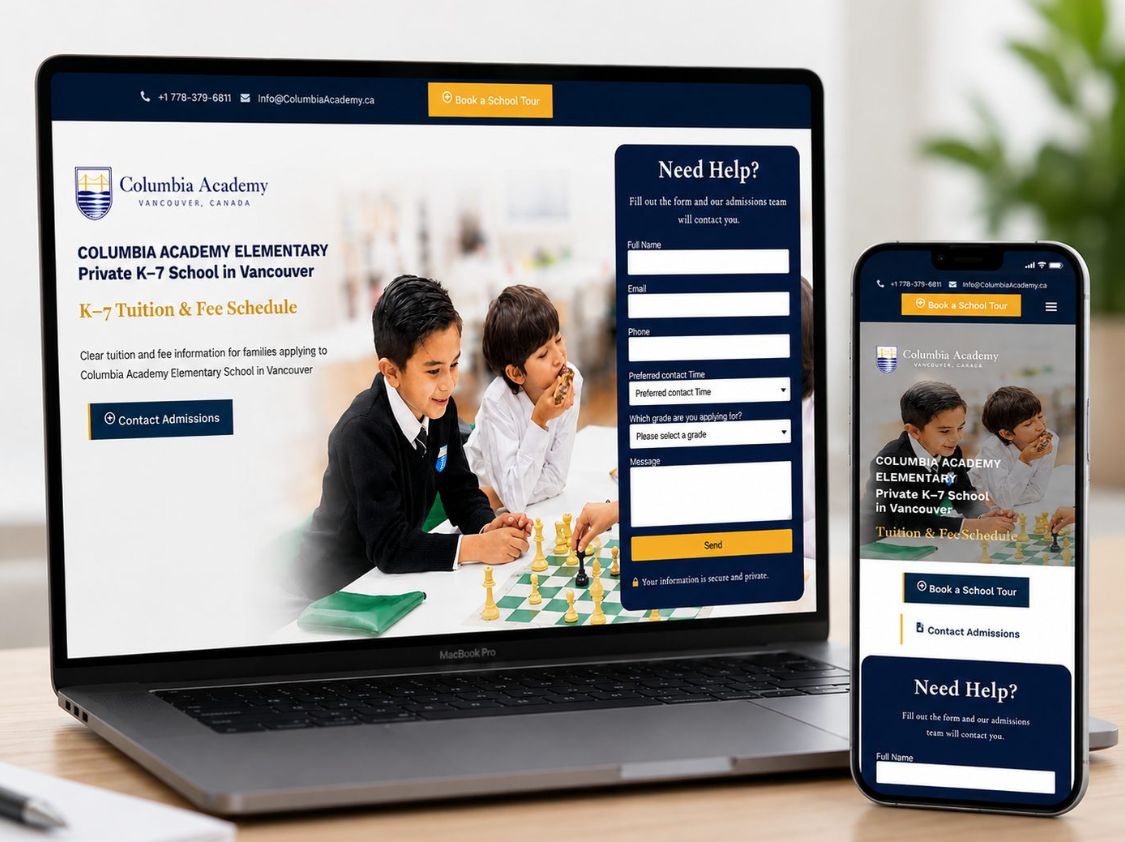 +1 778-379-6811 Info@ColumbiaAcademy.ca
Book a School Tour
Columbia Academy
VANCOUVER, CANADA
COLUMBIA ACADEMY ELEMENTARY
Private K–7 School in Vancouver
K–7 Tuition & Fee Schedule
Clear tuition and fee information for families applying to
Columbia Academy Elementary School in Vancouver
Contact Admissions
Need Help?
Fill out the form and our admissions team
will contact you.
Full Name
Email
Phone
Preferred contact Time
Preferred contact Time
Which grade are you applying for?
Please select a grade
Message
Send
Your information is secure and private.
MacBook Pro
+1 778-379-6811 Info@ColumbiaAcademy.ca
Book a School Tour
Columbia Academy
VANCOUVER, CANADA
COLUMBIA ACADEMY
ELEMENTARY
Private K–7 School
in Vancouver
Tuition & Fee Schedule
Book a School Tour
Contact Admissions
Need Help?
Fill out the form and our admissions
team will contact you.
Full Name